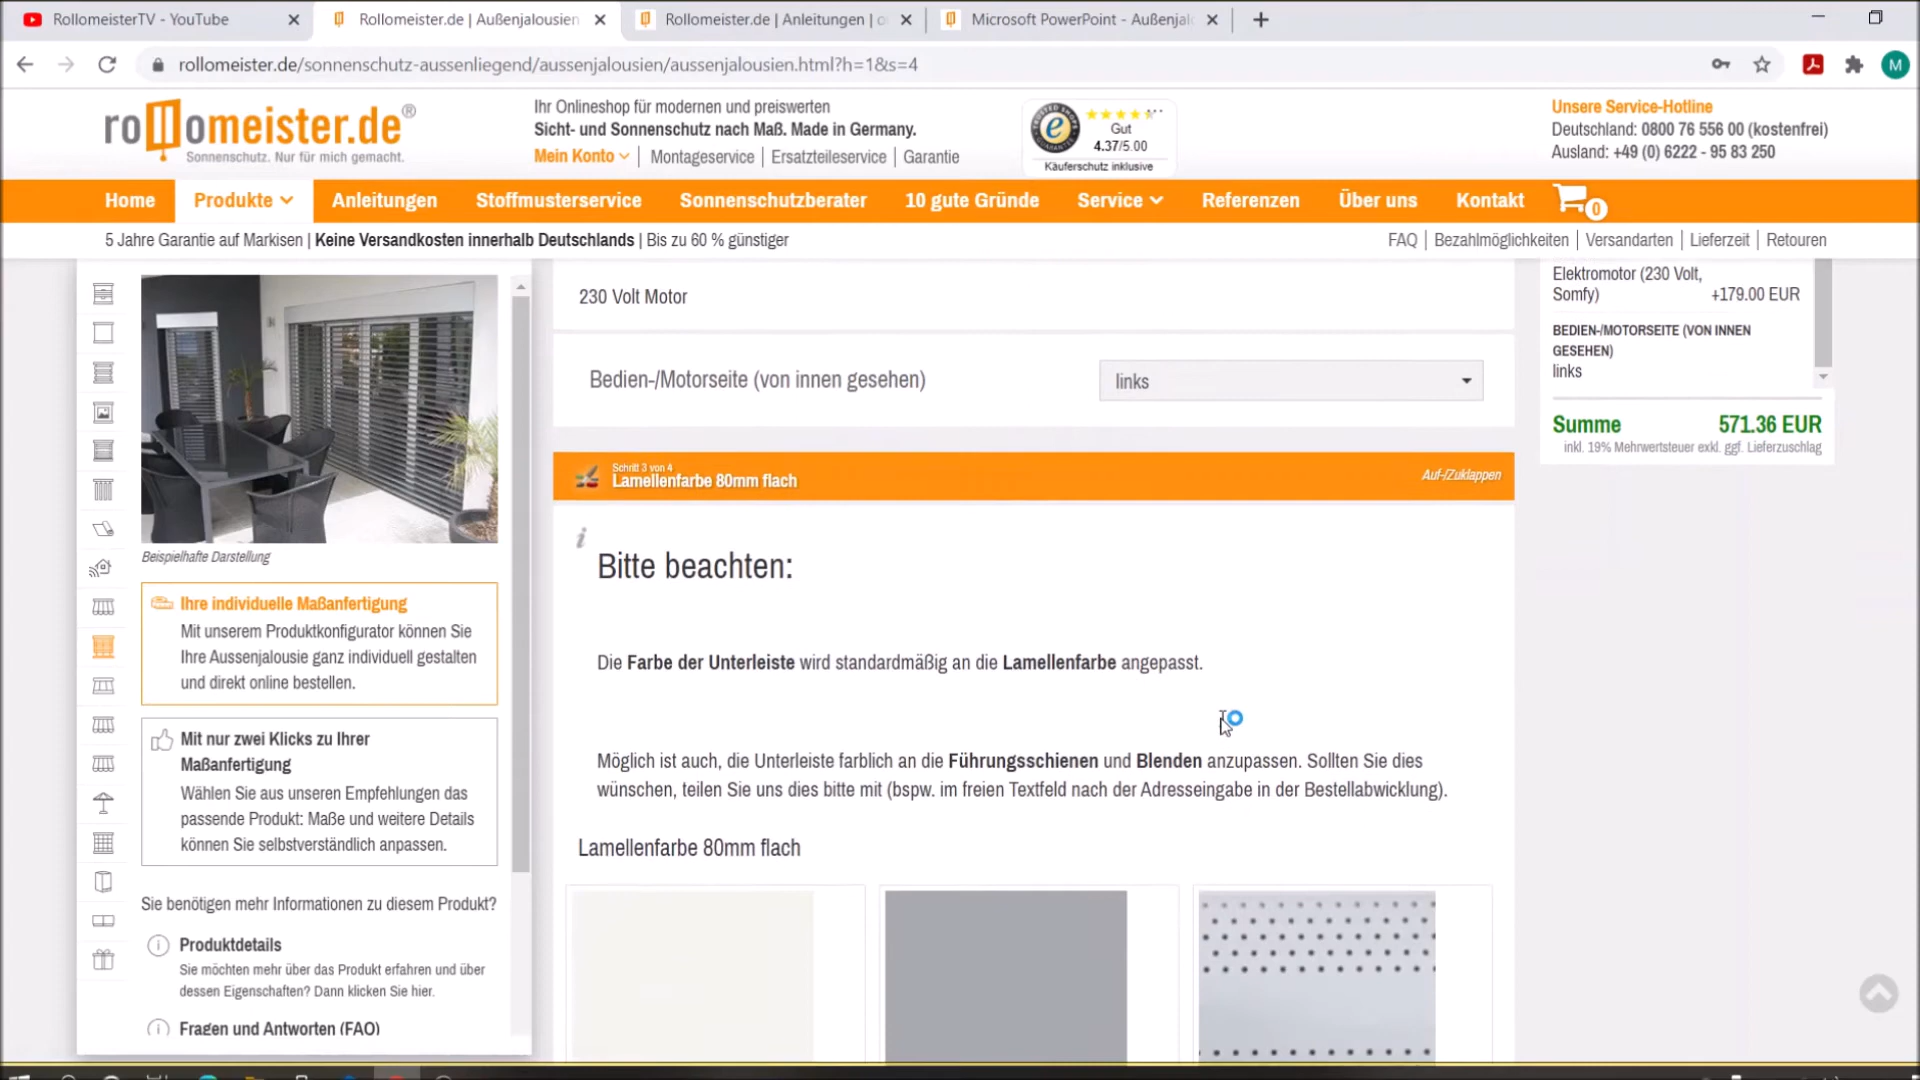 RollomeisterTV - YouTube
Rollomeister.de | Außenjalousien
Rollomeister.de | Anleitungen | o
Microsoft PowerPoint - Außenjal
rollomeister.de/sonnenschutz-aussenliegend/aussenjalousien/aussenjalousien.html?h=1&s=4
M
rollomeister.de®
Sonnenschutz. Nur für mich gemacht.
Ihr Onlineshop für modernen und preiswerten
Sicht- und Sonnenschutz nach Maß. Made in Germany.
Mein Konto | Montageservice | Ersatzteileservice | Garantie
Gut
4.37/5.00
Käuferschutz inklusive
Unsere Service-Hotline
Deutschland: 0800 76 556 00 (kostenfrei)
Ausland: +49 (0) 6222 - 95 83 250
Home Produkte Anleitungen Stoffmusterservice Sonnenschutzberater 10 gute Gründe Service Referenzen Über uns Kontakt 0
5 Jahre Garantie auf Markisen | Keine Versandkosten innerhalb Deutschlands | Bis zu 60 % günstiger
FAQ | Bezahlmöglichkeiten | Versandarten | Lieferzeit | Retouren
Beispielhafte Darstellung
Ihre individuelle Maßanfertigung
Mit unserem Produktkonfigurator können Sie
Ihre Aussenjalousie ganz individuell gestalten
und direkt online bestellen.
Mit nur zwei Klicks zu Ihrer
Maßanfertigung
Wählen Sie aus unseren Empfehlungen das
passende Produkt: Maße und weitere Details
können Sie selbstverständlich anpassen.
Sie benötigen mehr Informationen zu diesem Produkt?
Produktdetails
Sie möchten mehr über das Produkt erfahren und über
dessen Eigenschaften? Dann klicken Sie hier.
Fragen und Antworten (FAQ)
230 Volt Motor
Bedien-/Motorseite (von innen gesehen)
links
Schritt 3 von 4
Lamellenfarbe 80mm flach
Auf-/Zuklappen
Bitte beachten:
Die Farbe der Unterleiste wird standardmäßig an die Lamellenfarbe angepasst.
Möglich ist auch, die Unterleiste farblich an die Führungsschienen und Blenden anzupassen. Sollten Sie dies
wünschen, teilen Sie uns dies bitte mit (bspw. im freien Textfeld nach der Adresseingabe in der Bestellabwicklung).
Lamellenfarbe 80mm flach
Elektromotor (230 Volt,
Somfy) +179.00 EUR
BEDIEN-/MOTORSEITE (VON INNEN
GESEHEN)
links
Summe 571.36 EUR
inkl. 19% Mehrwertsteuer exkl. ggf. Lieferzuschlag